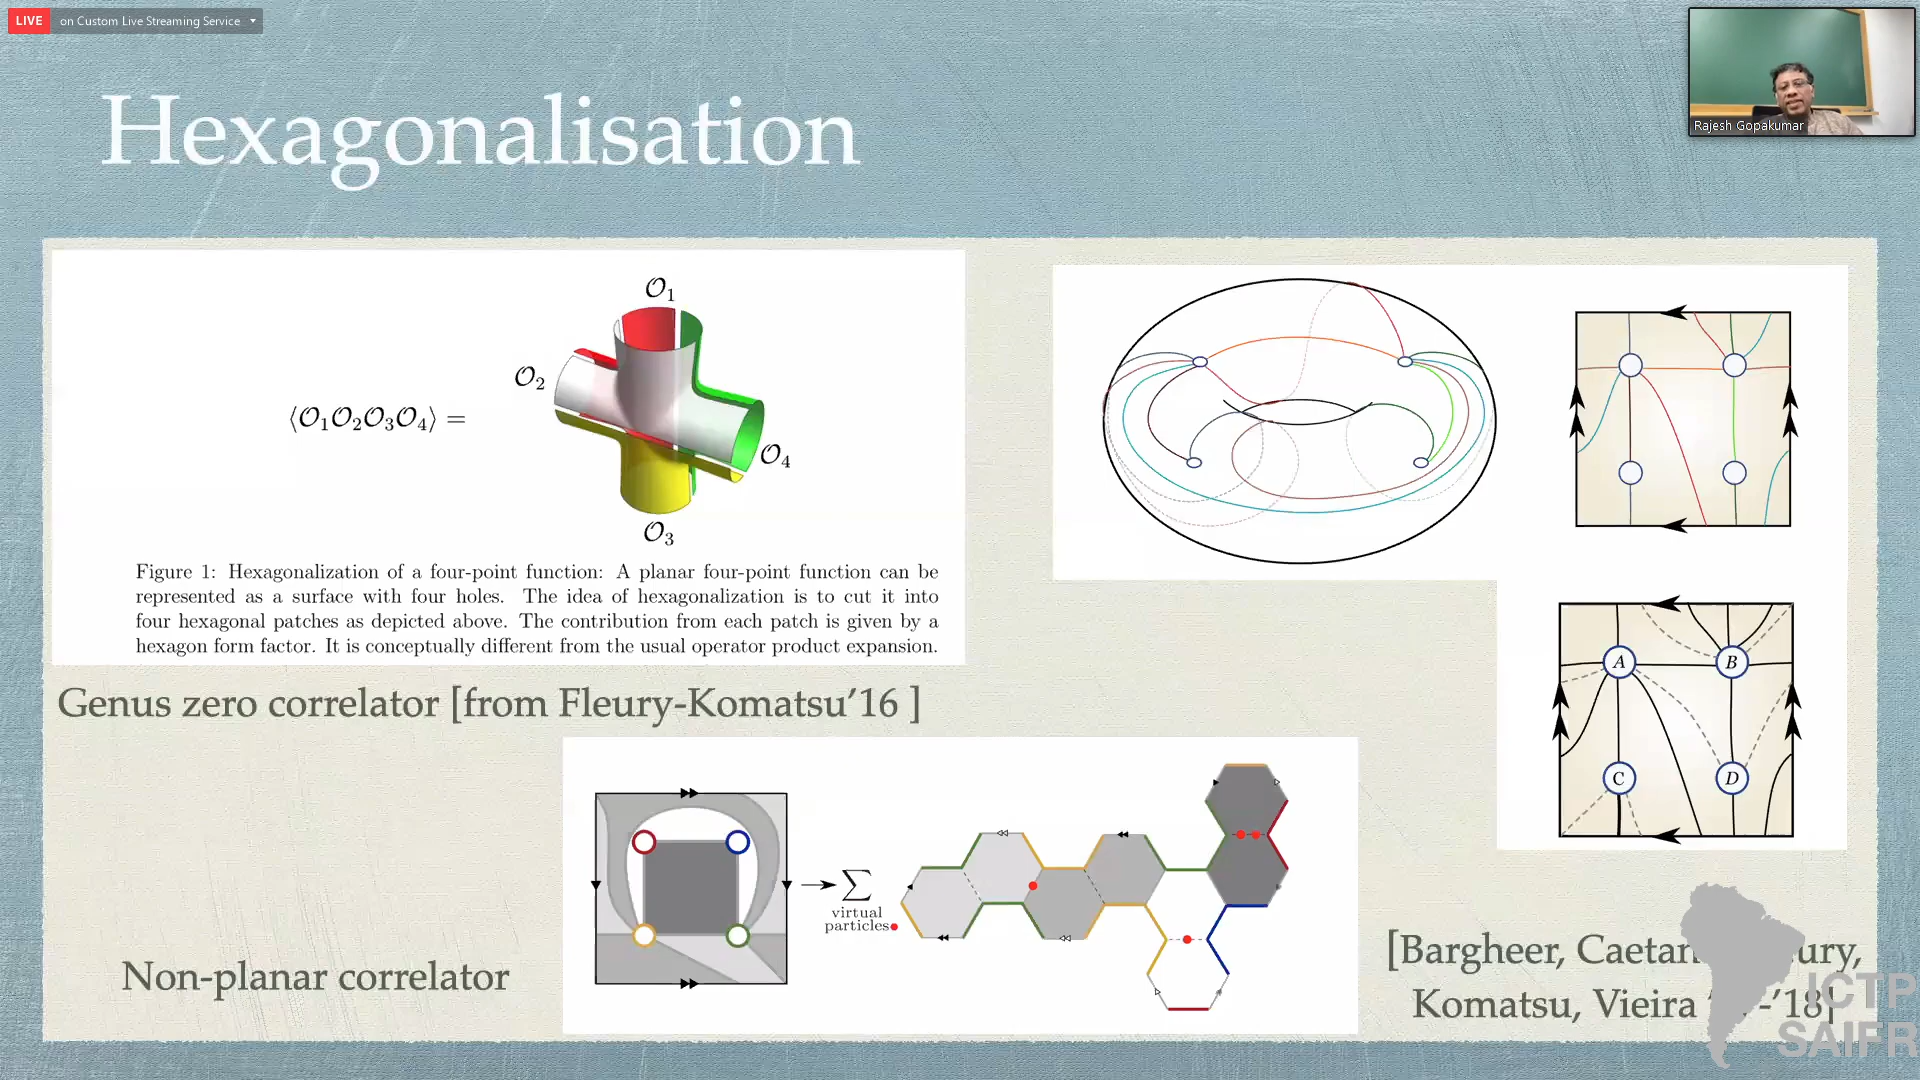 LIVE on Custom Live Streaming Service
Rajesh Gopakumar
Hexagonalisation
O₁
O₂
⟨O₁O₂O₃O₄⟩ =
O₄
O₃
Figure 1: Hexagonalization of a four-point function: A planar four-point function can be
represented as a surface with four holes. The idea of hexagonalization is to cut it into
four hexagonal patches as depicted above. The contribution from each patch is given by a
hexagon form factor. It is conceptually different from the usual operator product expansion.
Genus zero correlator [from Fleury-Komatsu’16 ]
A B
C D
∑
virtual
particles
Non-planar correlator
[Bargheer, Caetan
Komatsu, Vieira -’18]
ICTP
SAIFR